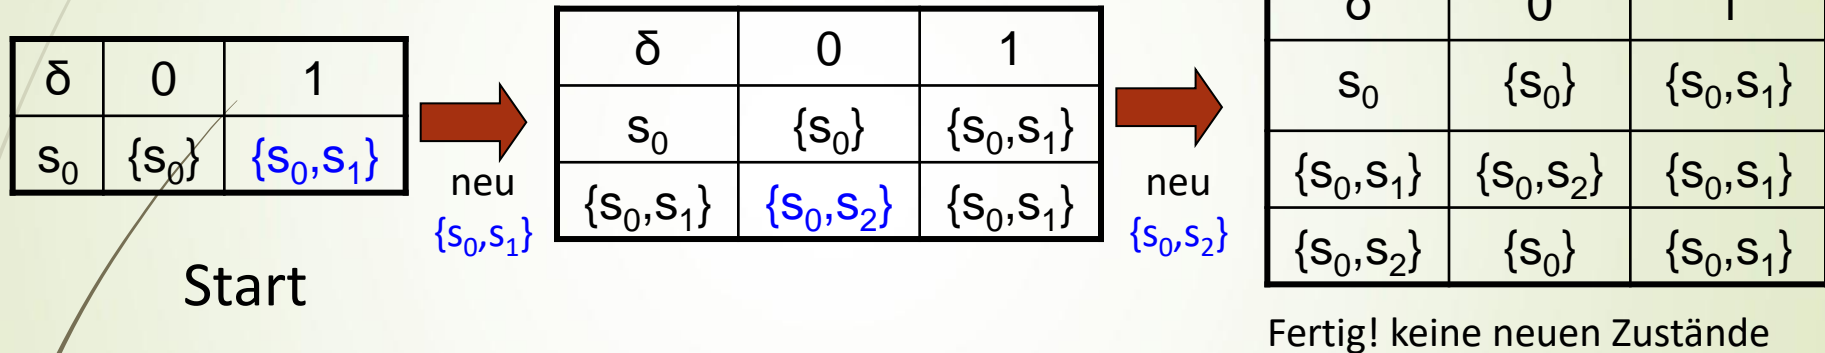 δ 0 1
s₀ {s₀} {s₀,s₁}
Start
neu
{s₀,s₁}
δ 0 1
s₀ {s₀} {s₀,s₁}
{s₀,s₁} {s₀,s₂} {s₀,s₁}
neu
{s₀,s₂}
δ 0 1
s₀ {s₀} {s₀,s₁}
{s₀,s₁} {s₀,s₂} {s₀,s₁}
{s₀,s₂} {s₀} {s₀,s₁}
Fertig! keine neuen Zustände